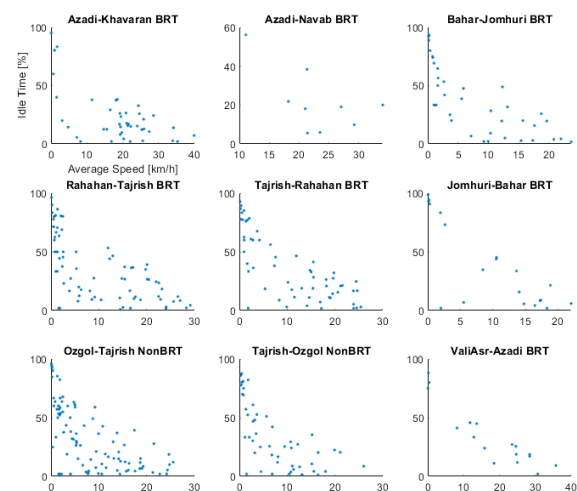 Azadi-Khavaran BRT
Azadi-Navab BRT
Bahar-Jomhuri BRT
100
50
0
Idle Time [%]
0 10 20 30 40
Average Speed [km/h]
60
40
20
0
10 15 20 25 30
100
50
0
0 5 10 15 20
Rahahan-Tajrish BRT
Tajrish-Rahahan BRT
Jomhuri-Bahar BRT
100
50
0
0 10 20 30
100
50
0
0 10 20 30
100
50
0
0 5 10 15 20
Ozgol-Tajrish NonBRT
Tajrish-Ozgol NonBRT
ValiAsr-Azadi BRT
100
50
0
0 10 20 30
100
50
0
0 10 20 30
100
50
0
0 10 20 30 40